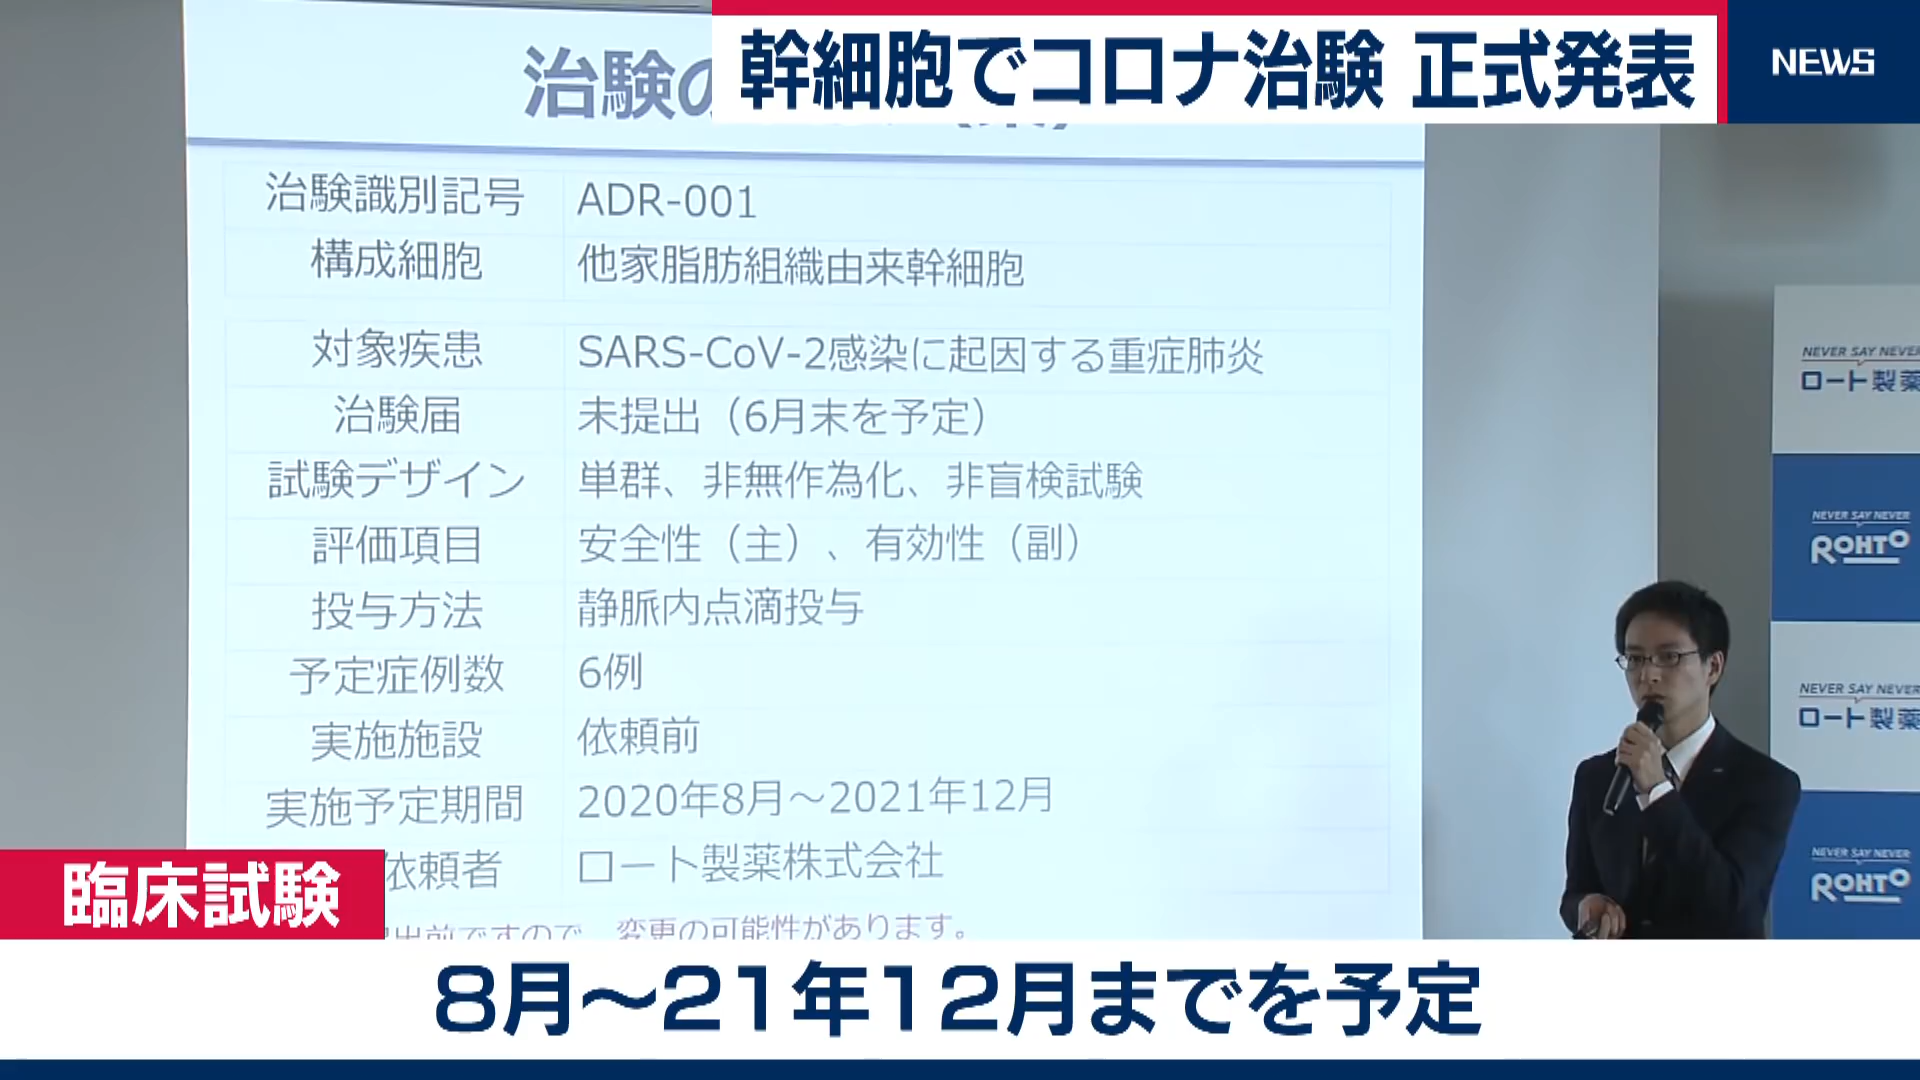 幹細胞でコロナ治験 正式発表
NEWS
治験の
治験識別記号 ADR-001
構成細胞 他家脂肪組織由来幹細胞
対象疾患 SARS-CoV-2感染に起因する重症肺炎
治験届 未提出（6月末を予定）
試験デザイン 単群、非無作為化、非盲検試験
評価項目 安全性（主）、有効性（副）
投与方法 静脈内点滴投与
予定症例数 6例
実施施設 依頼前
実施予定期間 2020年8月～2021年12月
依頼者 ロート製薬株式会社
出前ですので、変更の可能性があります。
NEVER SAY NEVER
ロート製薬
NEVER SAY NEVER
ROHTO
NEVER SAY NEVER
ロート製薬
NEVER SAY NEVER
ROHTO
臨床試験
8月～21年12月までを予定